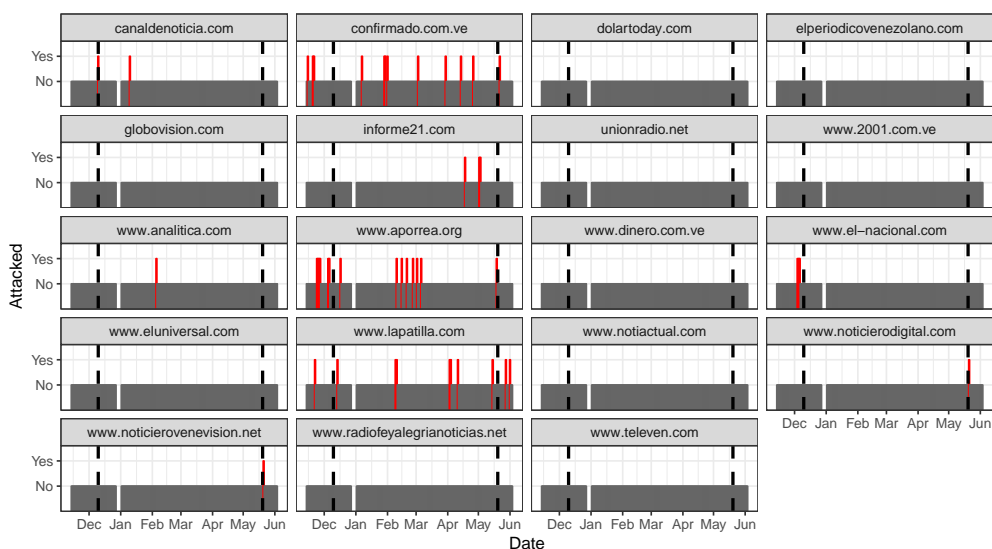 canaldenoticia.com confirmado.com.ve dolartoday.com elperiodicovenezolano.com
Yes
No
globovision.com informe21.com unionradio.net www.2001.com.ve
Yes
No
www.analitica.com www.aporrea.org www.dinero.com.ve www.el−nacional.com
Yes
No
Attacked
www.eluniversal.com www.lapatilla.com www.notiactual.com www.noticierodigital.com
Yes
No
Dec Jan Feb Mar Apr May Jun
www.noticierovenevision.net www.radiofeyalegrianoticias.net www.televen.com
Yes
No
Dec Jan Feb Mar Apr May Jun Dec Jan Feb Mar Apr May Jun Dec Jan Feb Mar Apr May Jun
Date